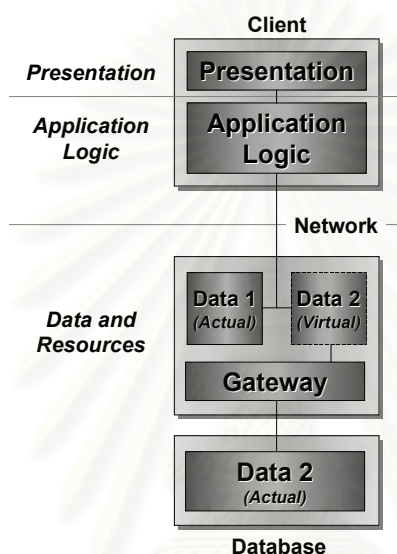 Client
Presentation
Presentation
Application
Logic
Application
Logic
Network
Data and
Resources
Data 1
(Actual)
Data 2
(Virtual)
Gateway
Data 2
(Actual)
Database